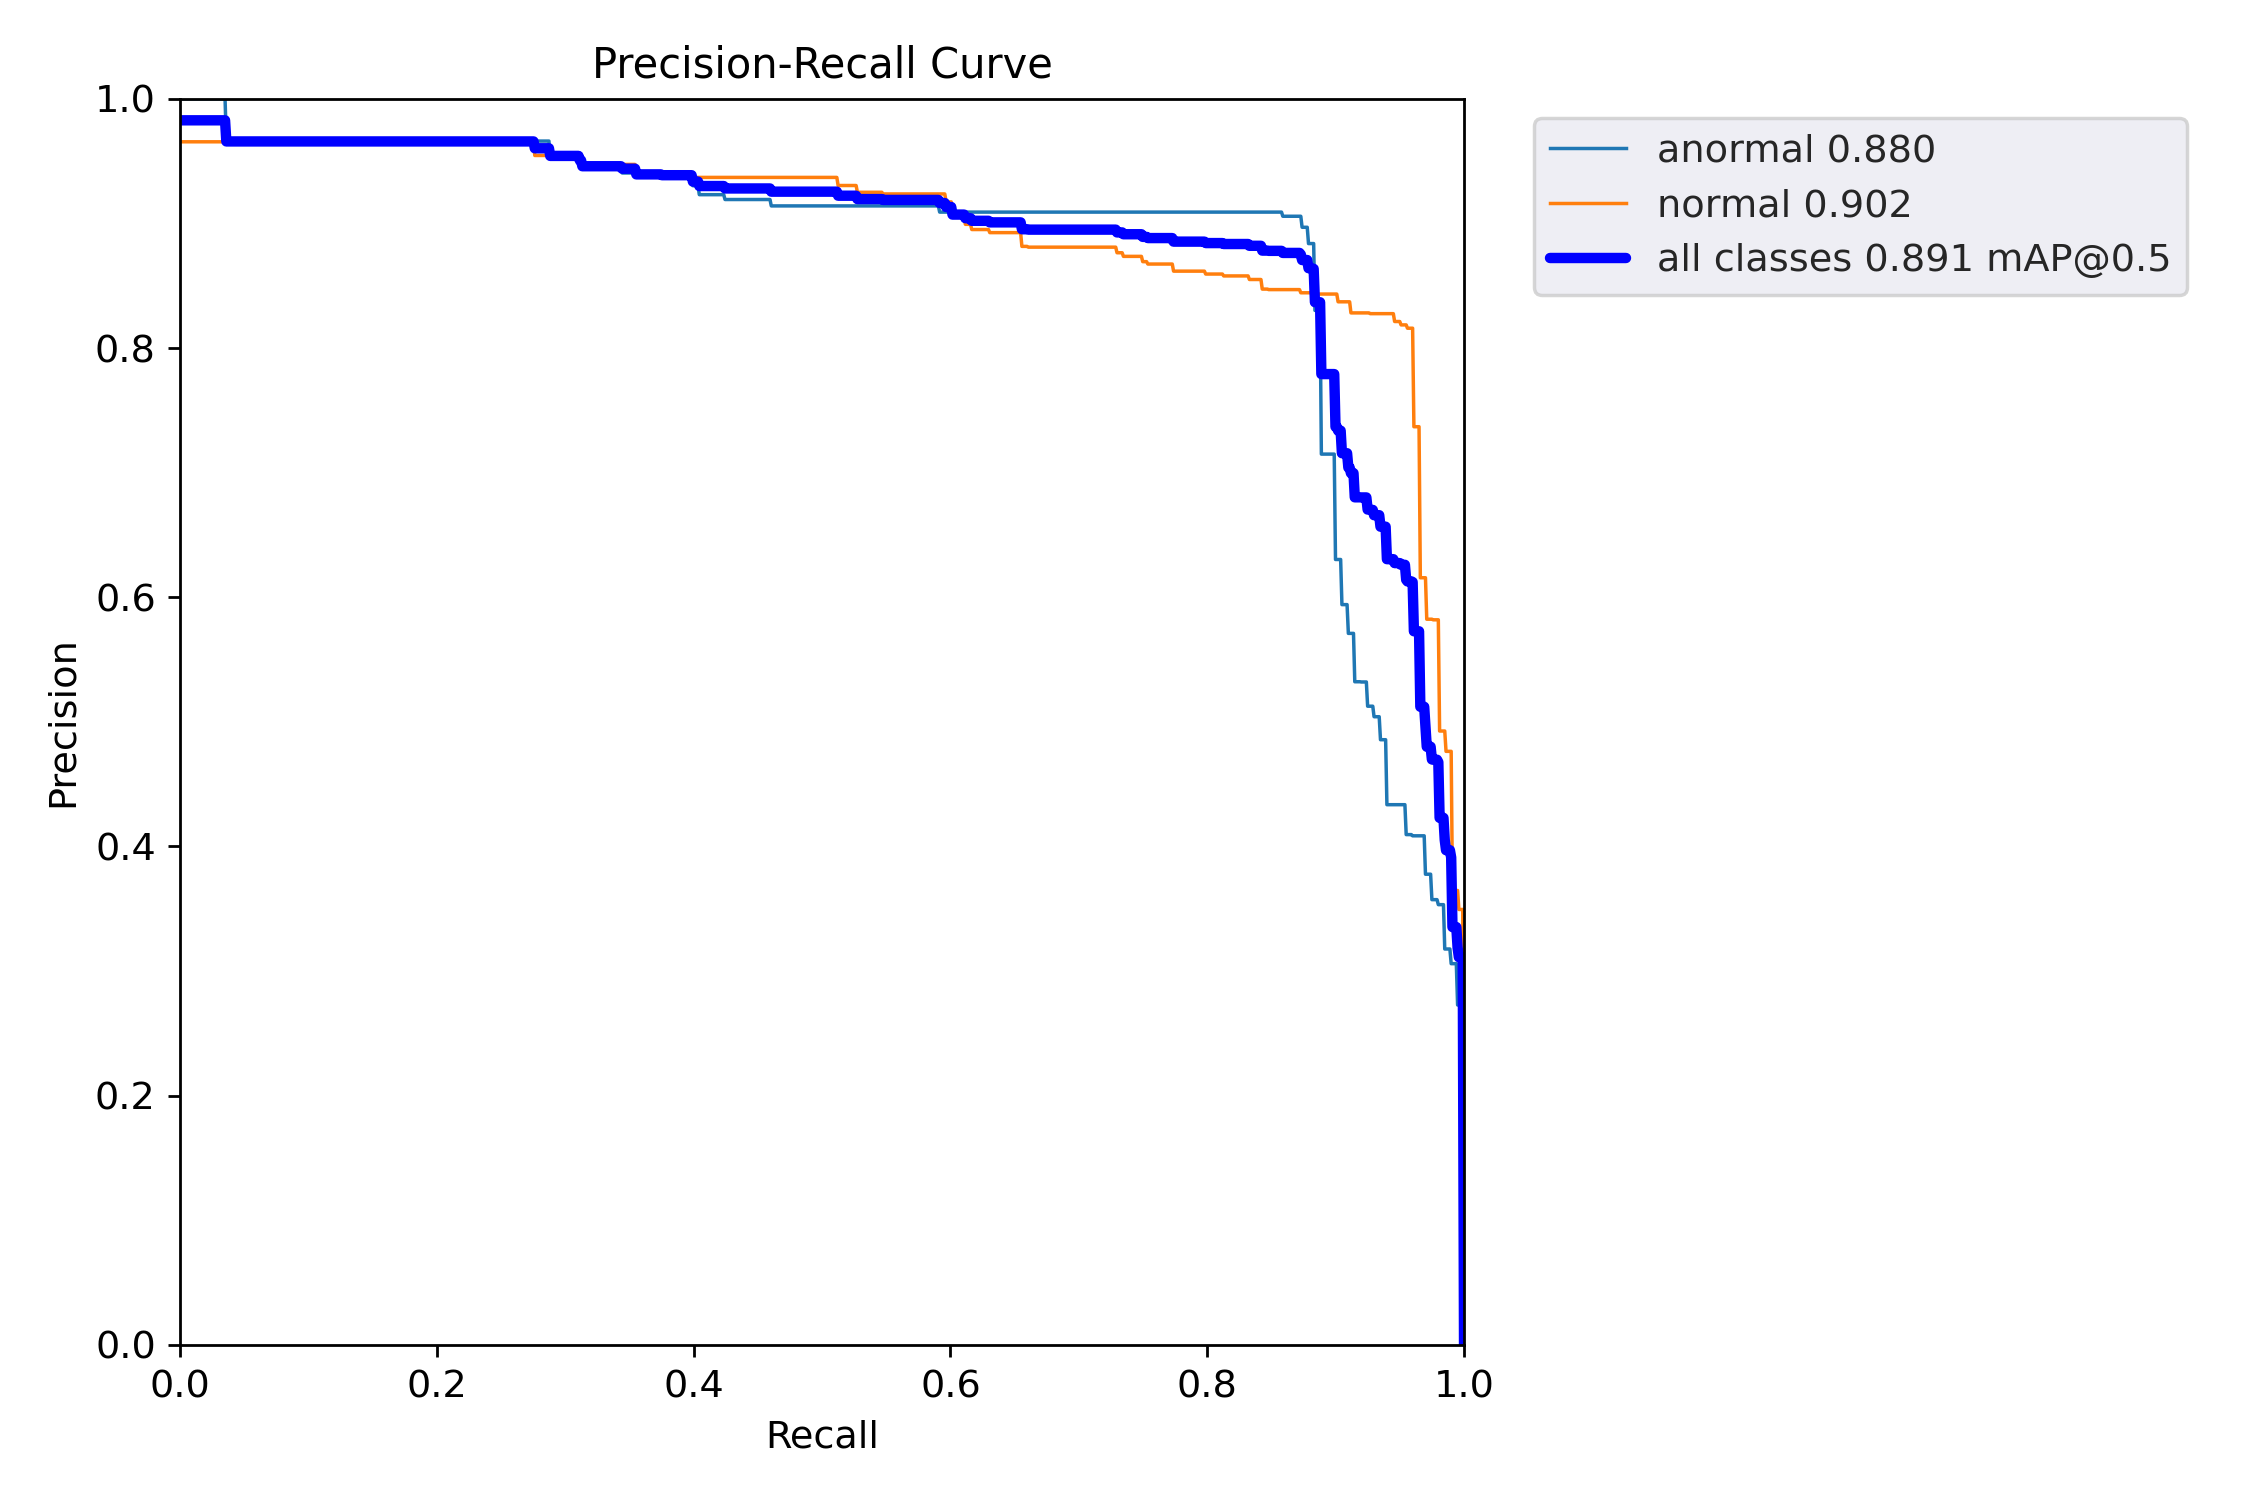 Precision-Recall Curve
1.0
0.8
0.6
0.4
0.2
0.0
Precision
0.0 0.2 0.4 0.6 0.8 1.0
Recall
anormal 0.880
normal 0.902
all classes 0.891 mAP@0.5